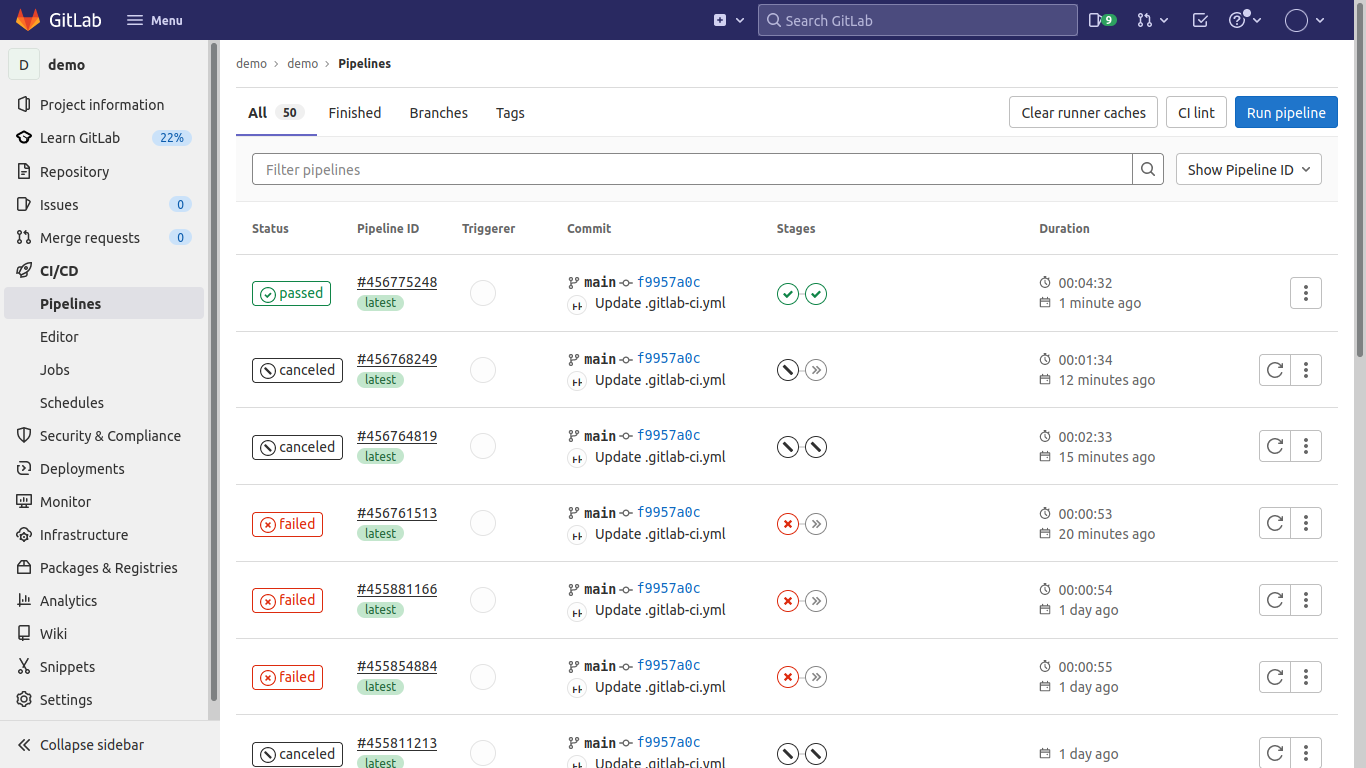 GitLab
Menu
Search GitLab
9
D demo
Project information
Learn GitLab 22%
Repository
Issues 0
Merge requests 0
CI/CD
Pipelines
Editor
Jobs
Schedules
Security & Compliance
Deployments
Monitor
Infrastructure
Packages & Registries
Analytics
Wiki
Snippets
Settings
Collapse sidebar
demo › demo › Pipelines
All 50 Finished Branches Tags
Clear runner caches CI lint Run pipeline
Filter pipelines
Show Pipeline ID
Status Pipeline ID Triggerer Commit Stages Duration
passed #456775248 main f9957a0c 00:04:32
latest Update .gitlab-ci.yml 1 minute ago
canceled #456768249 main f9957a0c 00:01:34
latest Update .gitlab-ci.yml 12 minutes ago
canceled #456764819 main f9957a0c 00:02:33
latest Update .gitlab-ci.yml 15 minutes ago
failed #456761513 main f9957a0c 00:00:53
latest Update .gitlab-ci.yml 20 minutes ago
failed #455881166 main f9957a0c 00:00:54
latest Update .gitlab-ci.yml 1 day ago
failed #455854884 main f9957a0c 00:00:55
latest Update .gitlab-ci.yml 1 day ago
canceled #455811213 main f9957a0c 1 day ago
latest Update .gitlab-ci.yml